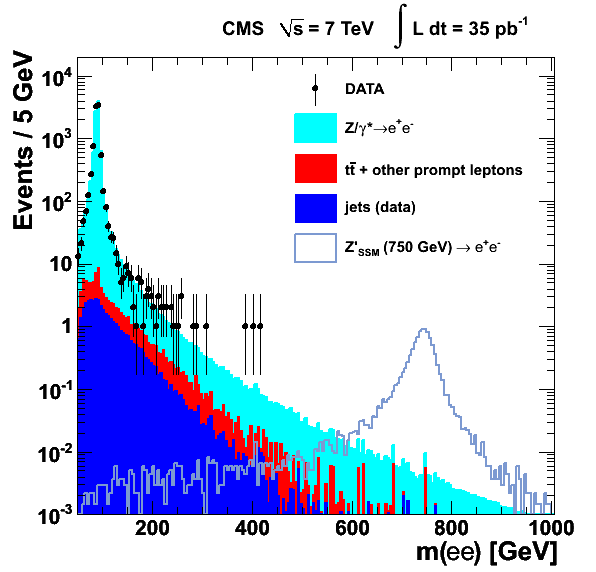 CMS √s = 7 TeV ∫ L dt = 35 pb⁻¹
Events / 5 GeV
10⁴
10³
10²
10
1
10⁻¹
10⁻²
10⁻³
DATA
Z/γ*→e⁺e⁻
tt̄ + other prompt leptons
jets (data)
Z'SSM (750 GeV) → e⁺e⁻
200 400 600 800 1000
m(ee) [GeV]